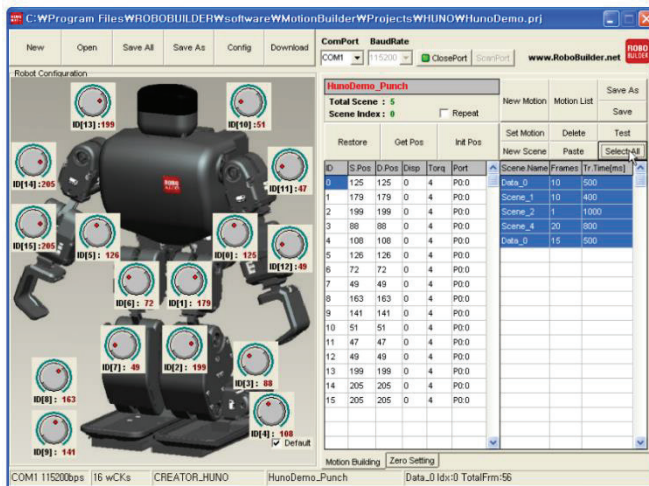 C:₩Program Files₩ROBOBUILDER₩software₩MotionBuilder₩Projects₩HUNO₩HunoDemo.prj
New Open Save All Save As Config Download
ComPort BaudRate
COM1 115200 ClosePort ScanPort www.RoboBuilder.net ROBO BUILDER
Robot Configuration
ID[13] :199
ID[10] :51
ID[14] :205
ID[11] :47
ID[15] :205
ID[5] : 126
ID[0] : 125
ID[12] :49
ID[6] : 72
ID[1] : 179
ID[7] : 49
ID[2] : 199
ID[3] : 88
ID[8] : 163
ID[4] : 108
ID[9] : 141
Default
HunoDemo_Punch
Total Scene : 5
Scene Index : 0 Repeat
New Motion Motion List Save As
Save
Restore Get Pos Init Pos
Set Motion Delete Test
New Scene Paste Select All
ID S.Pos D.Pos Disp Torq Port
0 125 125 0 4 P0:0
1 179 179 0 4 P0:0
2 199 199 0 4 P0:0
3 88 88 0 4 P0:0
4 108 108 0 4 P0:0
5 126 126 0 4 P0:0
6 72 72 0 4 P0:0
7 49 49 0 4 P0:0
8 163 163 0 4 P0:0
9 141 141 0 4 P0:0
10 51 51 0 4 P0:0
11 47 47 0 4 P0:0
12 49 49 0 4 P0:0
13 199 199 0 4 P0:0
14 205 205 0 4 P0:0
15 205 205 0 4 P0:0
Scene.Name Frames Tr.Time[ms]
Data_0 10 500
Scene_1 10 400
Scene_2 1 1000
Scene_4 20 800
Data_0 15 500
Motion Building Zero Setting
COM1 115200bps 16 wCKs CREATOR_HUNO HunoDemo_Punch Data_0 Idx:0 TotalFrm:56